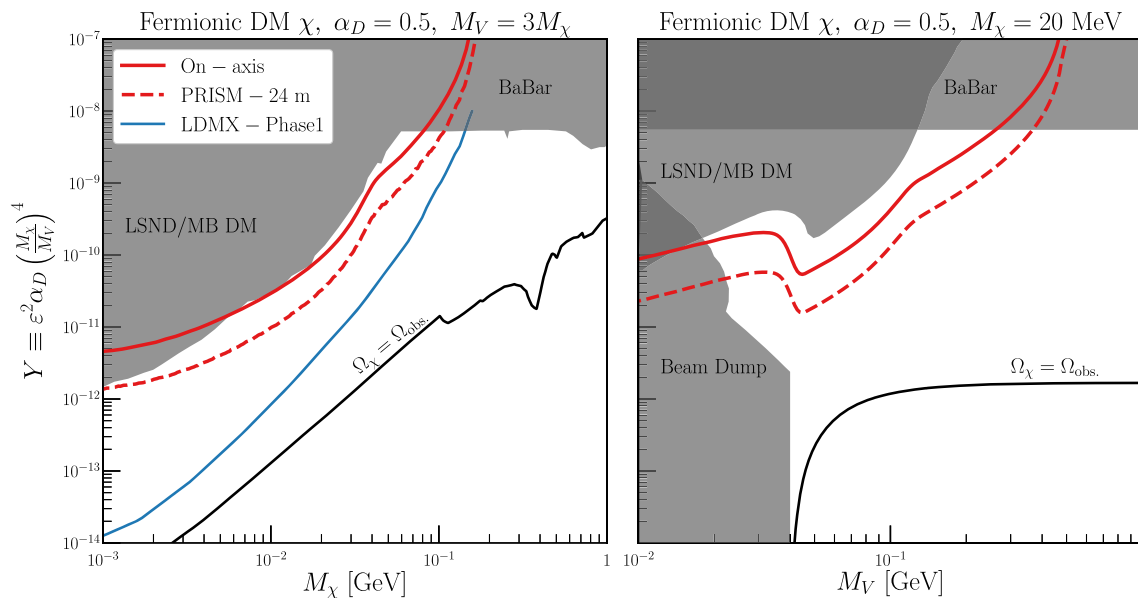 Fermionic DM χ, α_D = 0.5, M_V = 3M_χ
Fermionic DM χ, α_D = 0.5, M_χ = 20 MeV
Y ≡ ε²α_D (M_χ/M_V)⁴
10⁻⁷
10⁻⁸
10⁻⁹
10⁻¹⁰
10⁻¹¹
10⁻¹²
10⁻¹³
10⁻¹⁴
On − axis
PRISM − 24 m
LDMX − Phase1
BaBar
LSND/MB DM
Ω_χ = Ω_obs.
10⁻³
10⁻²
10⁻¹
1
M_χ [GeV]
BaBar
LSND/MB DM
Beam Dump
Ω_χ = Ω_obs.
10⁻²
10⁻¹
M_V [GeV]